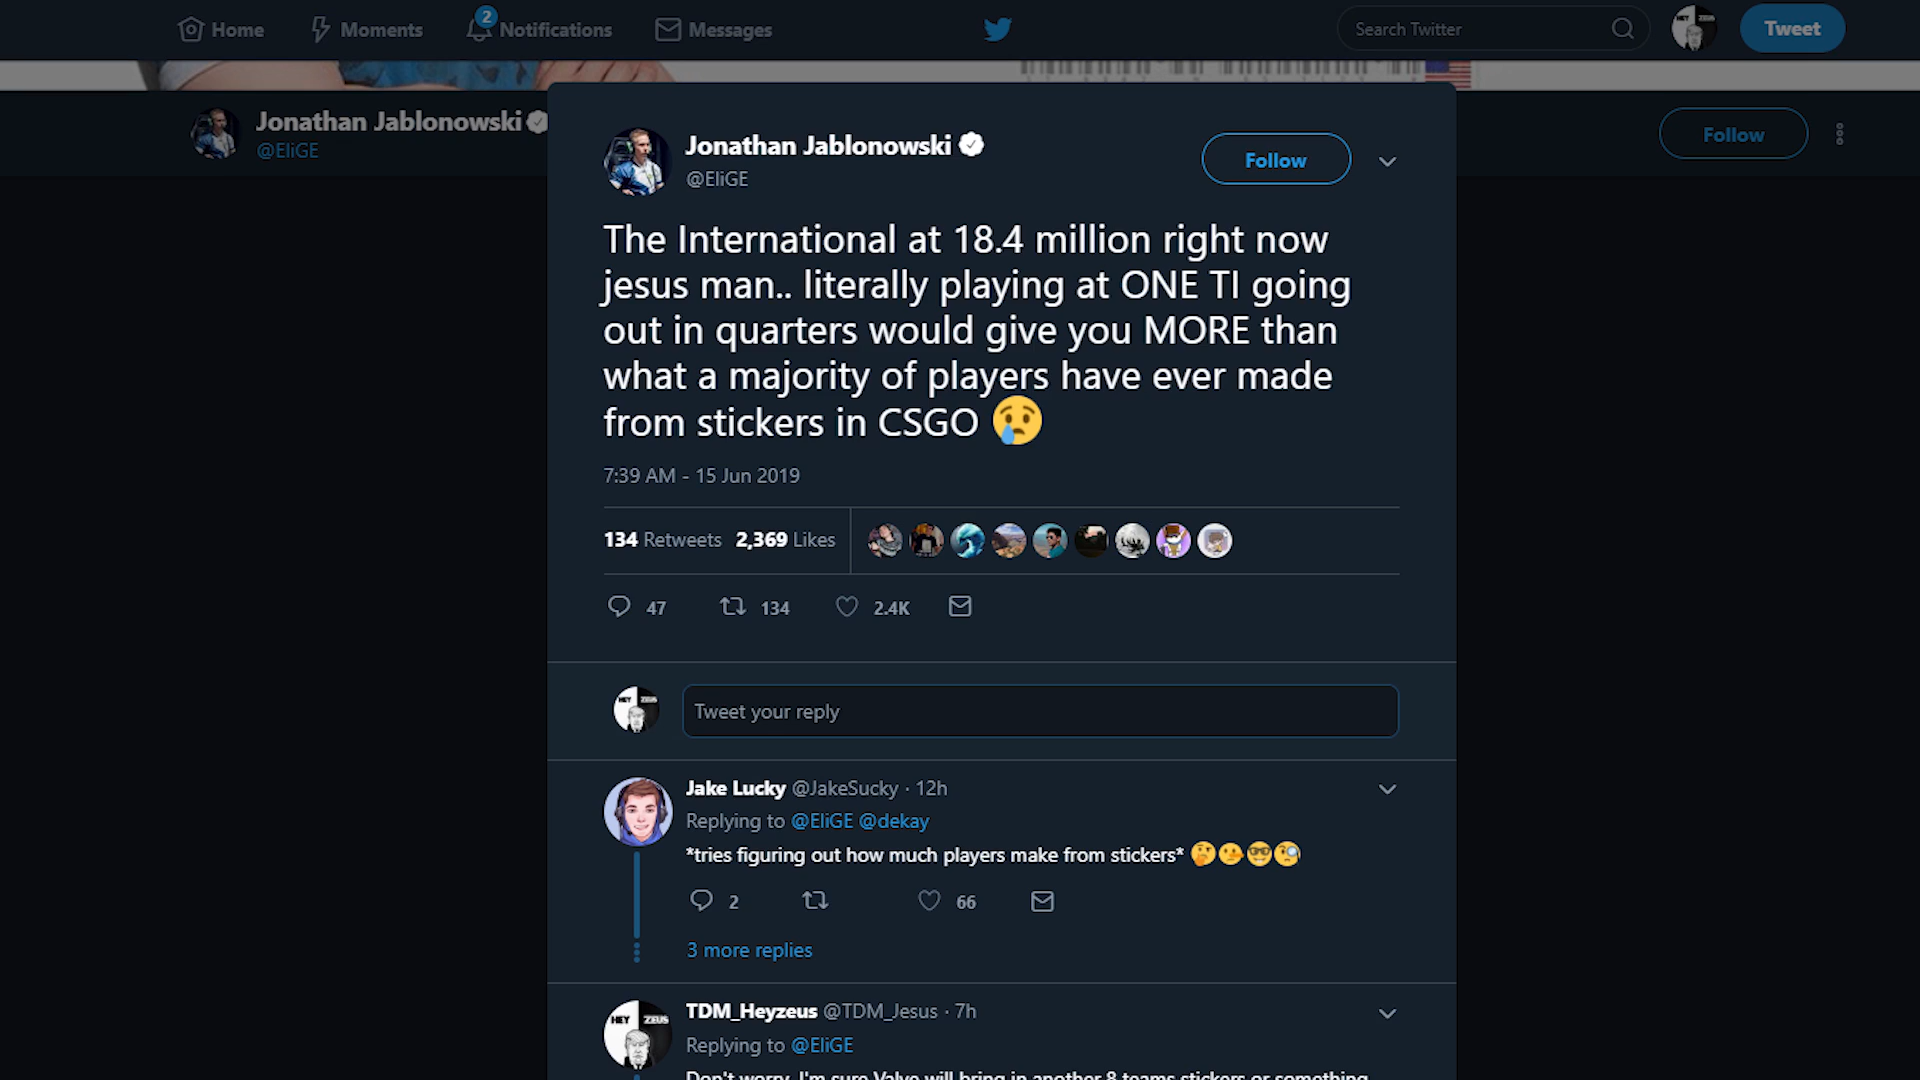 Home
Moments
2
Notifications
Messages
Search Twitter
Tweet
Jonathan Jablonowski
@EliGE
Follow
Jonathan Jablonowski
@EliGE
Follow
The International at 18.4 million right now
jesus man.. literally playing at ONE TI going
out in quarters would give you MORE than
what a majority of players have ever made
from stickers in CSGO 😢
7:39 AM - 15 Jun 2019
134 Retweets 2,369 Likes
47 134 2.4K
Tweet your reply
Jake Lucky @JakeSucky · 12h
Replying to @EliGE @dekay
*tries figuring out how much players make from stickers* 🤔🤥🤓🧐
2 66
3 more replies
HEY ZEUS
TDM_Heyzeus @TDM_Jesus · 7h
Replying to @EliGE
Don't worry, I'm sure Valve will bring in another 8 teams stickers or something